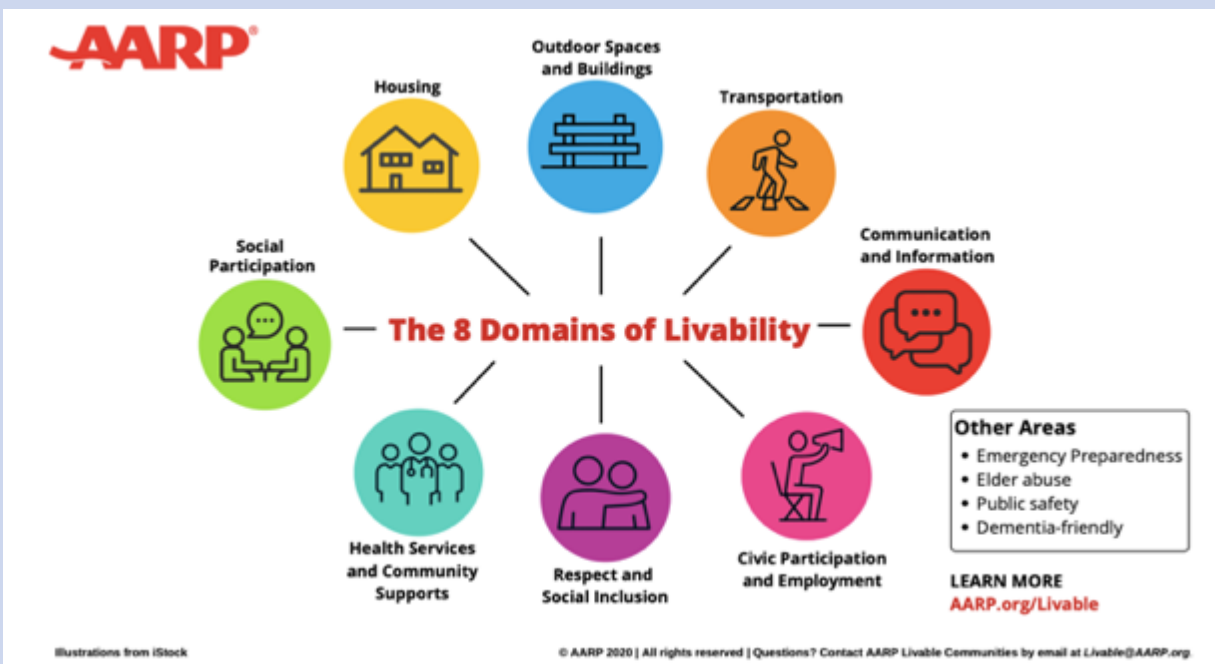 AARP®
Outdoor Spaces
and Buildings
Housing
Transportation
Social
Participation
Communication
and Information
The 8 Domains of Livability
Health Services
and Community
Supports
Respect and
Social Inclusion
Civic Participation
and Employment
Other Areas
• Emergency Preparedness
• Elder abuse
• Public safety
• Dementia-friendly
LEARN MORE
AARP.org/Livable
Illustrations from iStock
© AARP 2020 | All rights reserved | Questions? Contact AARP Livable Communities by email at Livable@AARP.org.